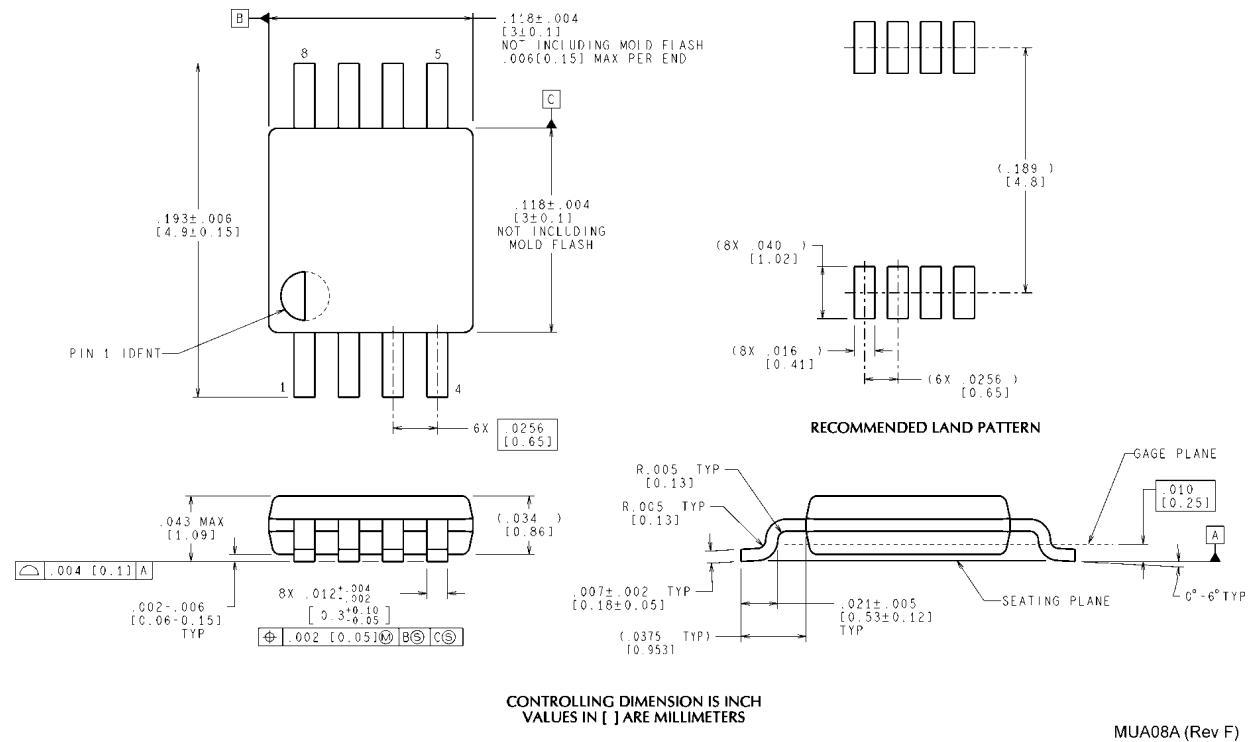 B
.118±.004
[3±0.1]
NOT INCLUDING MOLD FLASH
.006[0.15] MAX PER END
8
5
C
.193±.006
[4.9±0.15]
.118±.004
[3±0.1]
NOT INCLUDING
MOLD FLASH
PIN 1 IDENT
1
4
6X .0256
[0.65]
(.189 )
[4.8]
(8X .040 )
[1.02]
(8X .016 )
[0.41]
(6X .0256 )
[0.65]
RECOMMENDED LAND PATTERN
.043 MAX
[1.09]
(.034 )
[0.86]
⌓ .004 [0.1] A
.002-.006
[0.06-0.15]
TYP
8X .012+.004
-.002
[ 0.3+0.10
-0.05 ]
⌖ .002 [0.05]Ⓜ BⓈ CⓈ
R.005 TYP
[0.13]
R.005 TYP
[0.13]
GAGE PLANE
.010
[0.25]
A
.007±.002 TYP
[0.18±0.05]
.021±.005
[0.53±0.12]
TYP
(.0375 TYP)
[0.953]
SEATING PLANE
0°-6° TYP
CONTROLLING DIMENSION IS INCH
VALUES IN [ ] ARE MILLIMETERS
MUA08A (Rev F)